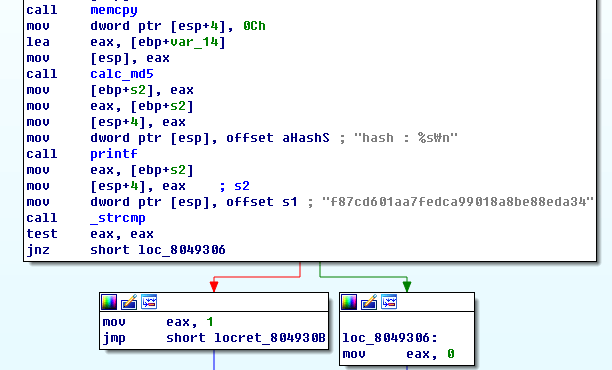 call    memcpy
mov     dword ptr [esp+4], 0Ch
lea     eax, [ebp+var_14]
mov     [esp], eax
call    calc_md5
mov     [ebp+s2], eax
mov     eax, [ebp+s2]
mov     [esp+4], eax
mov     dword ptr [esp], offset aHashS ; "hash : %s₩n"
call    printf
mov     eax, [ebp+s2]
mov     [esp+4], eax    ; s2
mov     dword ptr [esp], offset s1 ; "f87cd601aa7fedca99018a8be88eda34"
call    _strcmp
test    eax, eax
jnz     short loc_8049306
mov     eax, 1
jmp     short locret_804930B
loc_8049306:
mov     eax, 0